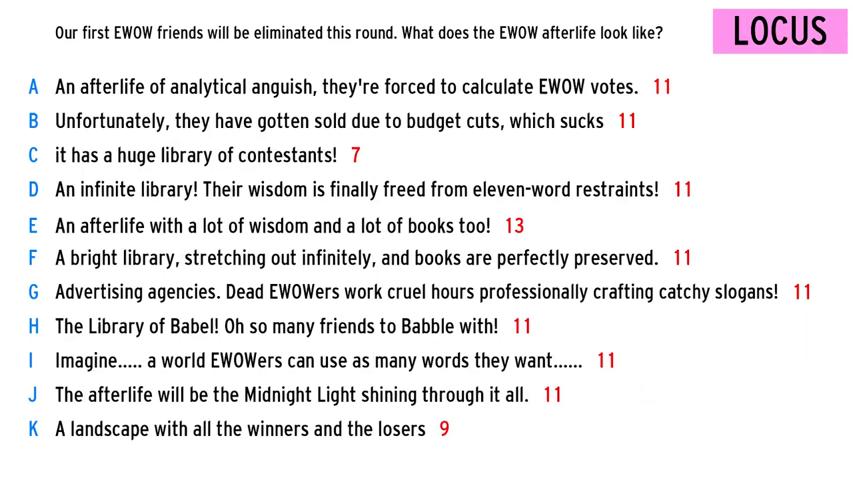 Our first EWOW friends will be eliminated this round. What does the EWOW afterlife look like?
LOCUS
A An afterlife of analytical anguish, they're forced to calculate EWOW votes. 11
B Unfortunately, they have gotten sold due to budget cuts, which sucks 11
C it has a huge library of contestants! 7
D An infinite library! Their wisdom is finally freed from eleven-word restraints! 11
E An afterlife with a lot of wisdom and a lot of books too! 13
F A bright library, stretching out infinitely, and books are perfectly preserved. 11
G Advertising agencies. Dead EWOWers work cruel hours professionally crafting catchy slogans! 11
H The Library of Babel! Oh so many friends to Babble with! 11
I Imagine..... a world EWOWers can use as many words they want...... 11
J The afterlife will be the Midnight Light shining through it all. 11
K A landscape with all the winners and the losers 9